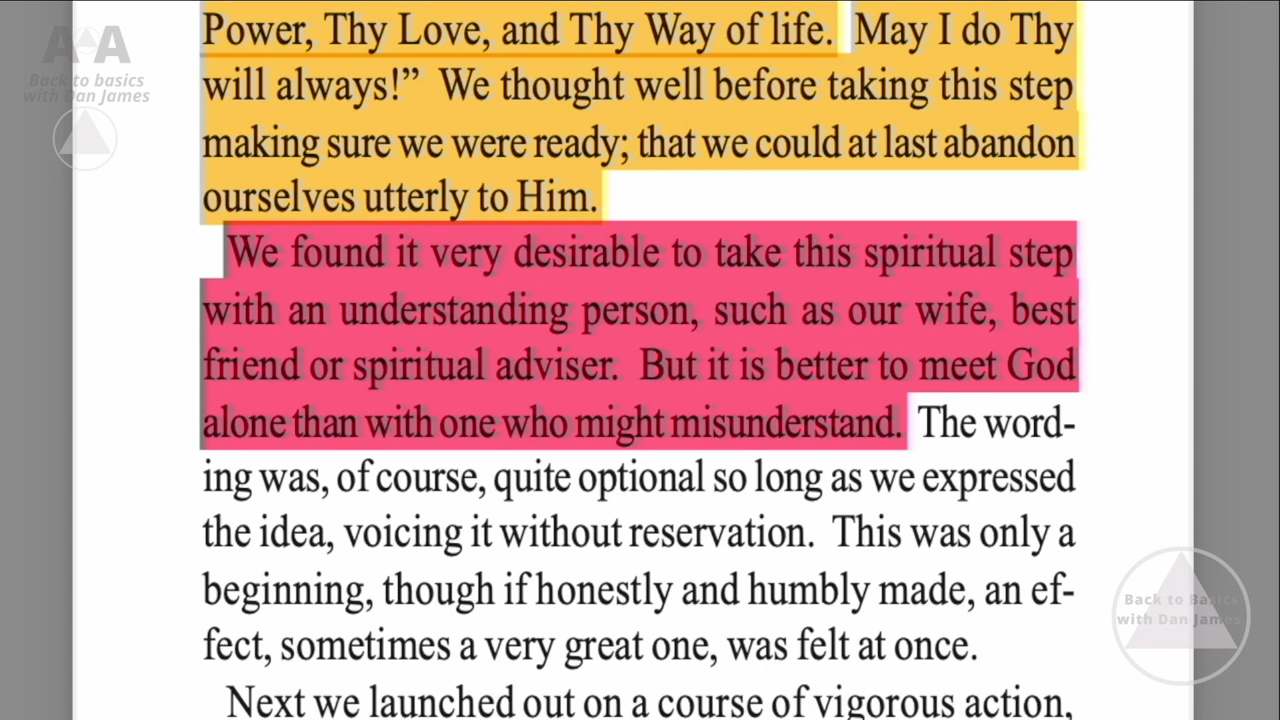 Power, Thy Love, and Thy Way of life. May I do Thy
will always!” We thought well before taking this step
making sure we were ready; that we could at last abandon
ourselves utterly to Him.
We found it very desirable to take this spiritual step
with an understanding person, such as our wife, best
friend or spiritual adviser. But it is better to meet God
alone than with one who might misunderstand. The word-
ing was, of course, quite optional so long as we expressed
the idea, voicing it without reservation. This was only a
beginning, though if honestly and humbly made, an ef-
fect, sometimes a very great one, was felt at once.
Next we launched out on a course of vigorous action,
AA
Back to basics
with Dan James
Back to Basics
with Dan James